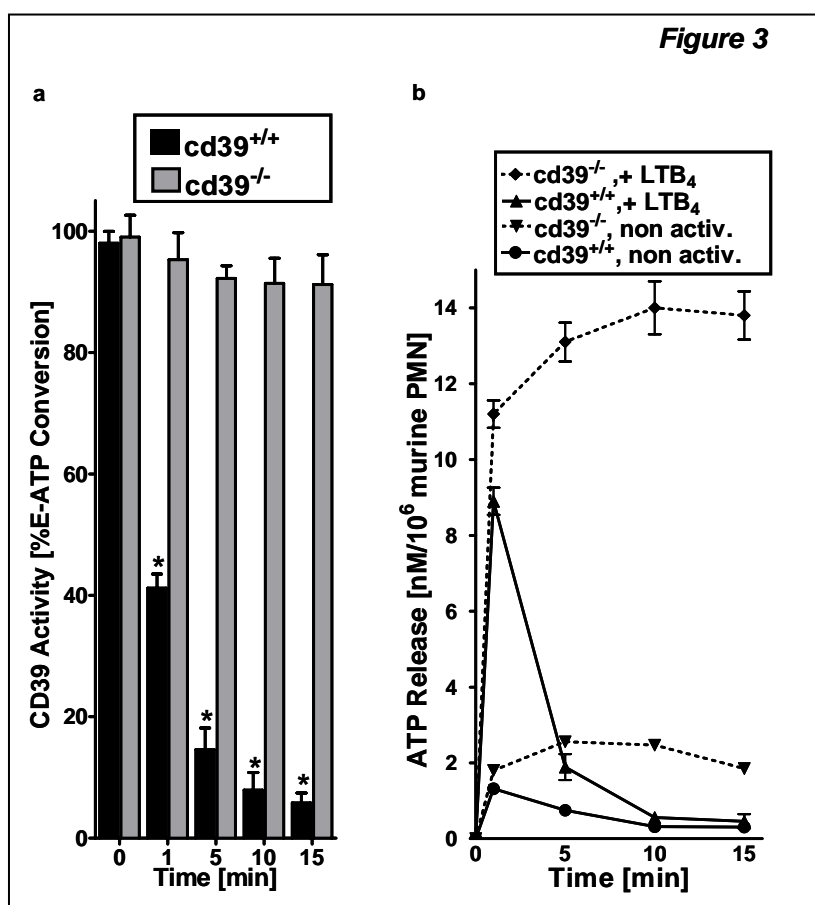 Figure 3
a
cd39+/+
cd39-/-
CD39 Activity [%E-ATP Conversion]
100
80
60
40
20
0
*
*
*
*
0 1 5 10 15
Time [min]
b
cd39-/- ,+ LTB4
cd39+/+, + LTB4
cd39-/-, non activ.
cd39+/+, non activ.
ATP Release [nM/10^6 murine PMN]
14
12
10
8
6
4
2
0
0 5 10 15
Time [min]